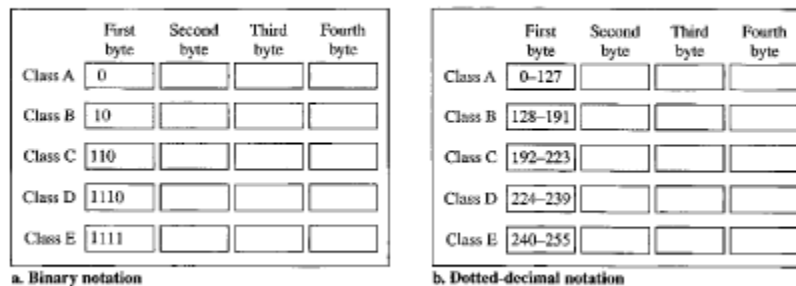 First Second Third Fourth
byte byte byte byte
Class A 0
Class B 10
Class C 110
Class D 1110
Class E 1111
a. Binary notation
First Second Third Fourth
byte byte byte byte
Class A 0–127
Class B 128–191
Class C 192–223
Class D 224–239
Class E 240–255
b. Dotted-decimal notation